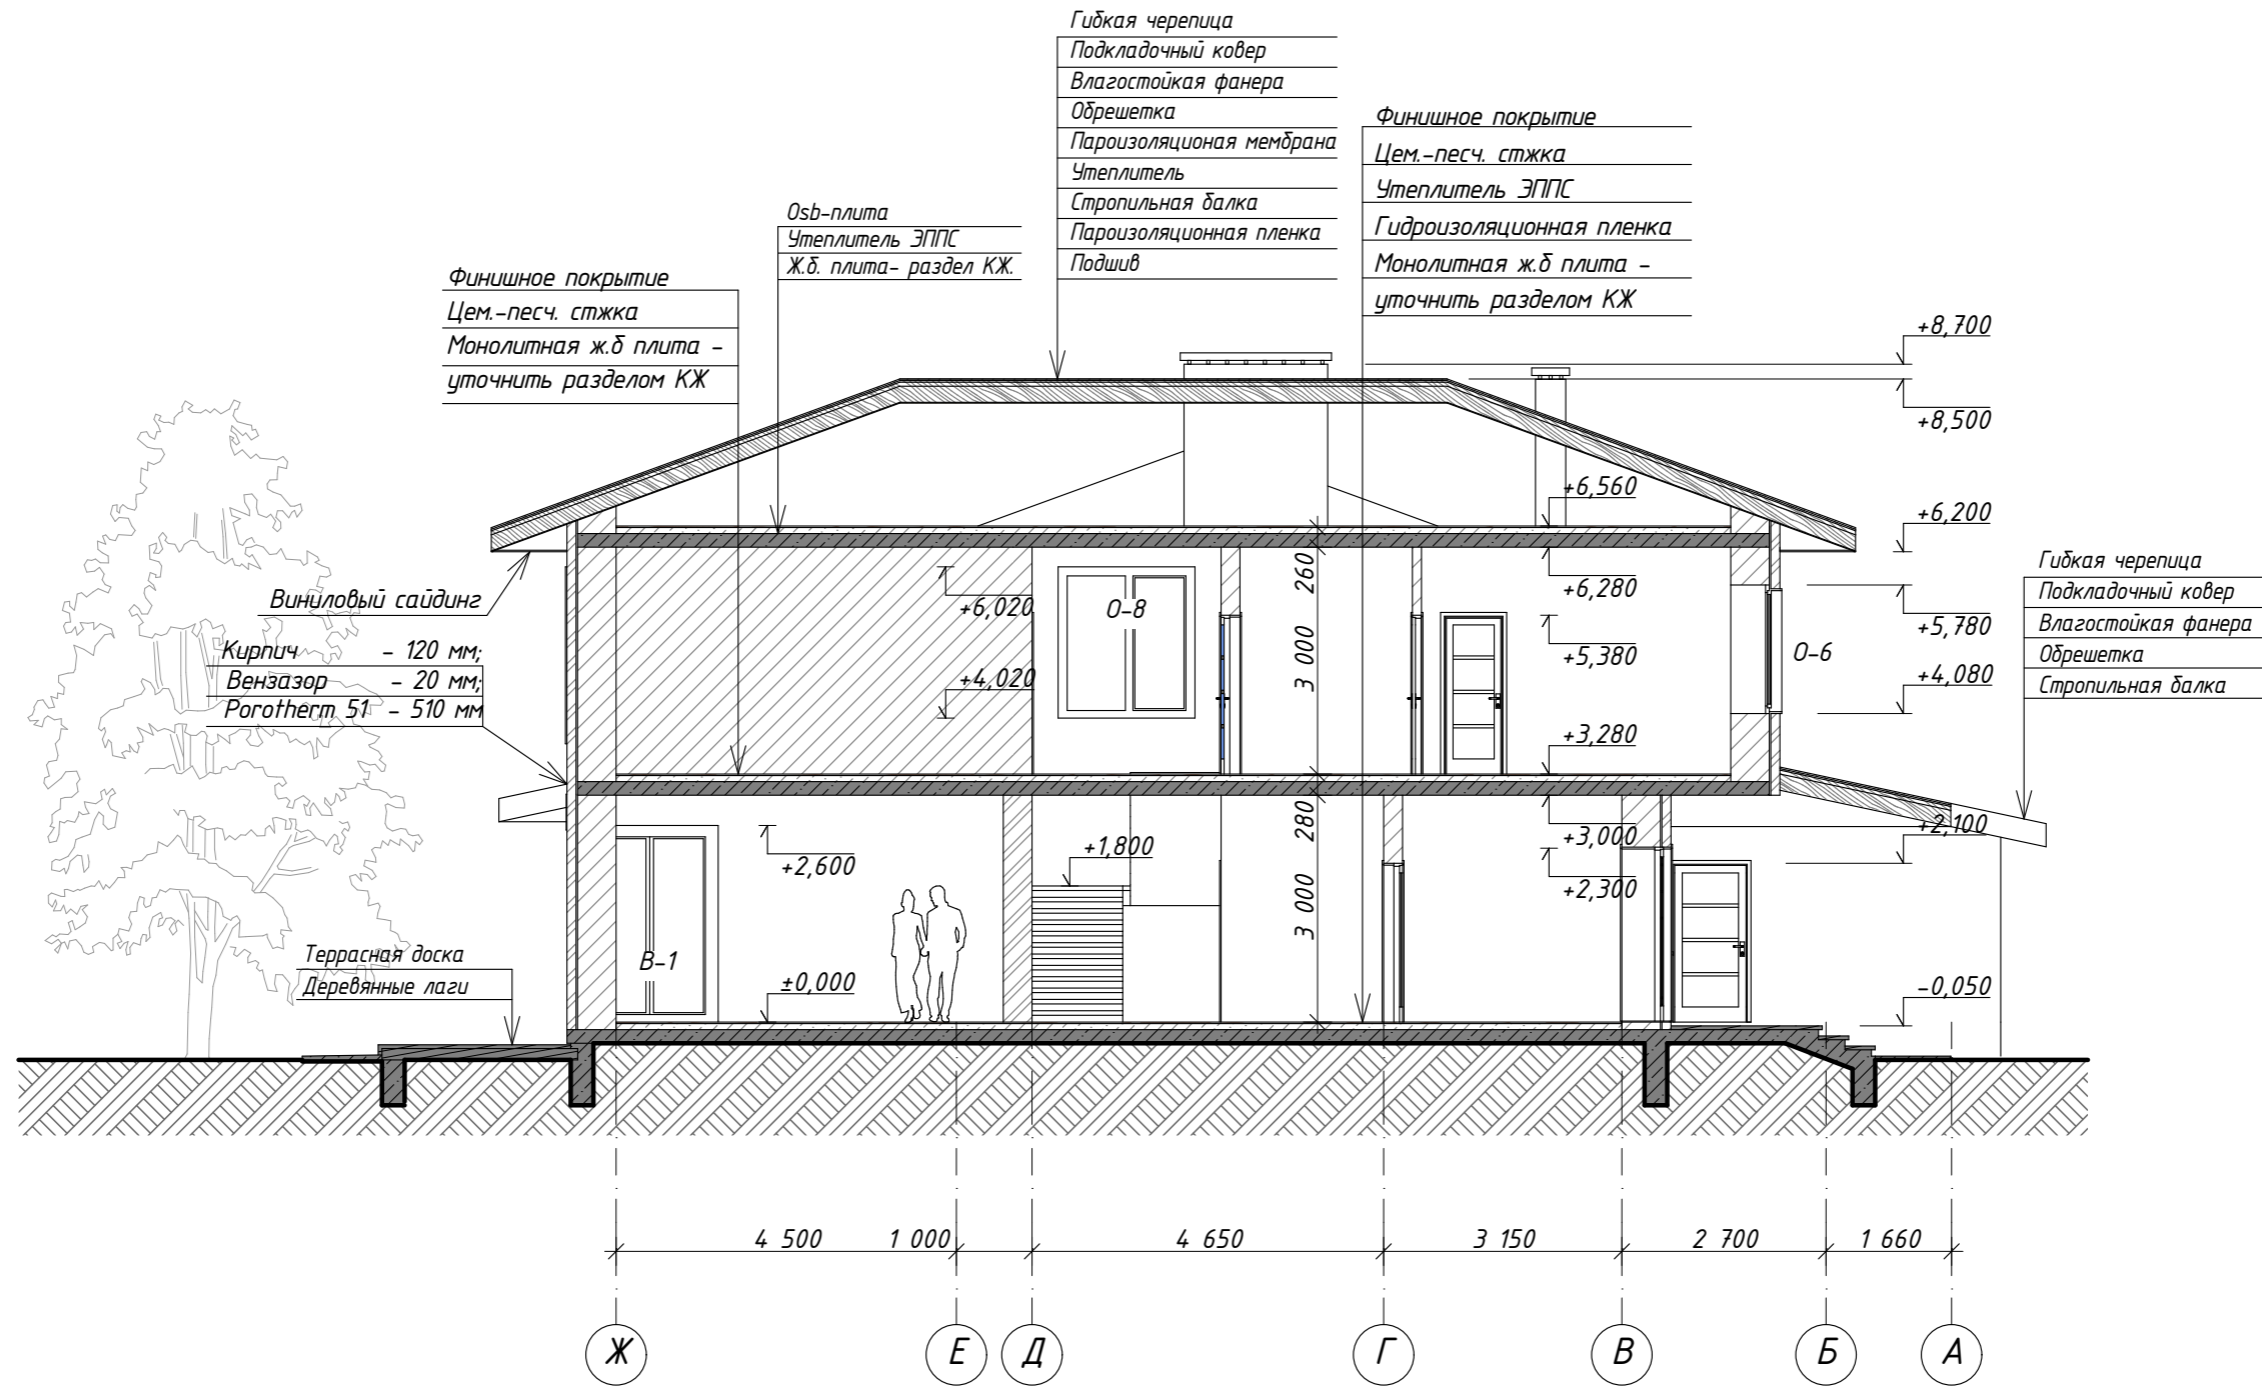 Гибкая черепица
Подкладочный ковер
Влагостойкая фанера
Обрешетка
Пароизоляционая мембрана
Утеплитель
Стропильная балка
Пароизоляционная пленка
Подшив
Финишное покрытие
Цем.-песч. стжка
Утеплитель ЭППС
Гидроизоляционная пленка
Монолитная ж.б плита -
уточнить разделом КЖ
Osb-плита
Утеплитель ЭППС
Ж.б. плита- раздел КЖ.
Финишное покрытие
Цем.-песч. стжка
Монолитная ж.б плита -
уточнить разделом КЖ
+8,700
+8,500
+6,560
+6,200
Гибкая черепица
Подкладочный ковер
Влагостойкая фанера
Обрешетка
Стропильная балка
Виниловый сайдинг
Кирпич - 120 мм;
Вензазор - 20 мм;
Porotherm 51 - 510 мм
+6,020
О-8
260
+6,280
+5,780
3 000
+5,380
О-6
+4,020
+4,080
+3,280
280
+3,000
+2,100
+2,600
+1,800
+2,300
3 000
В-1
±0,000
-0,050
Террасная доска
Деревянные лаги
4 500
1 000
4 650
3 150
2 700
1 660
Ж
Е
Д
Г
В
Б
А